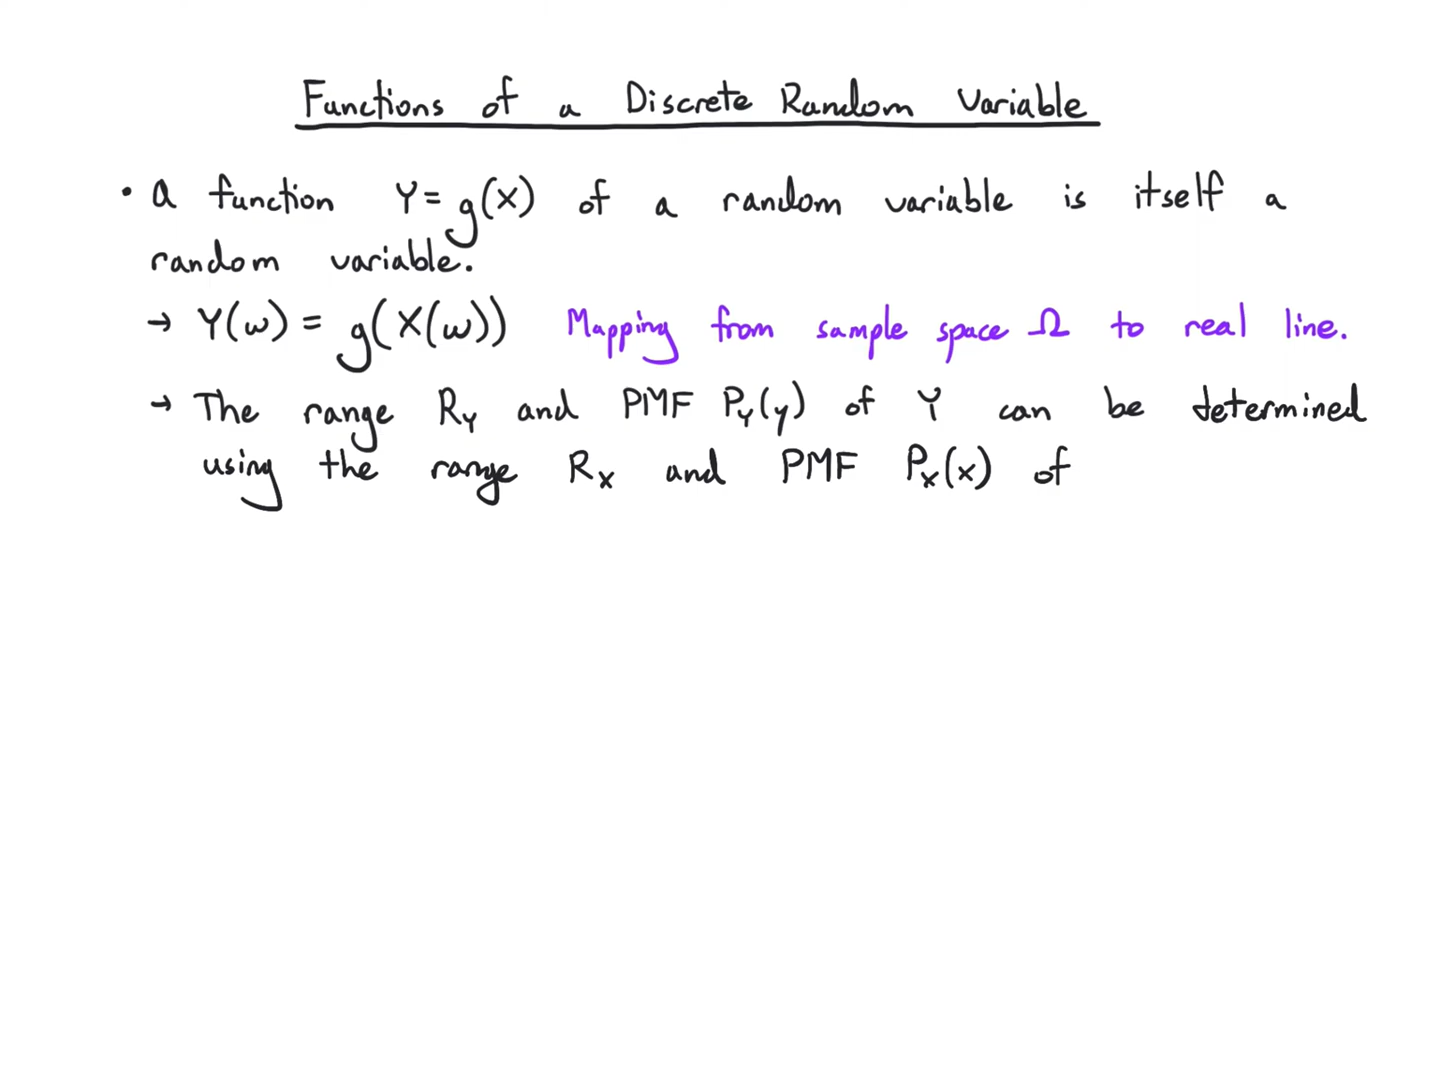 Functions of a Discrete Random Variable
• A function Y = g(X) of a random variable is itself a
random variable.
→ Y(ω) = g(X(ω)) Mapping from sample space Ω to real line.
→ The range R_Y and PMF P_Y(y) of Y can be determined
using the range R_X and PMF P_X(x) of